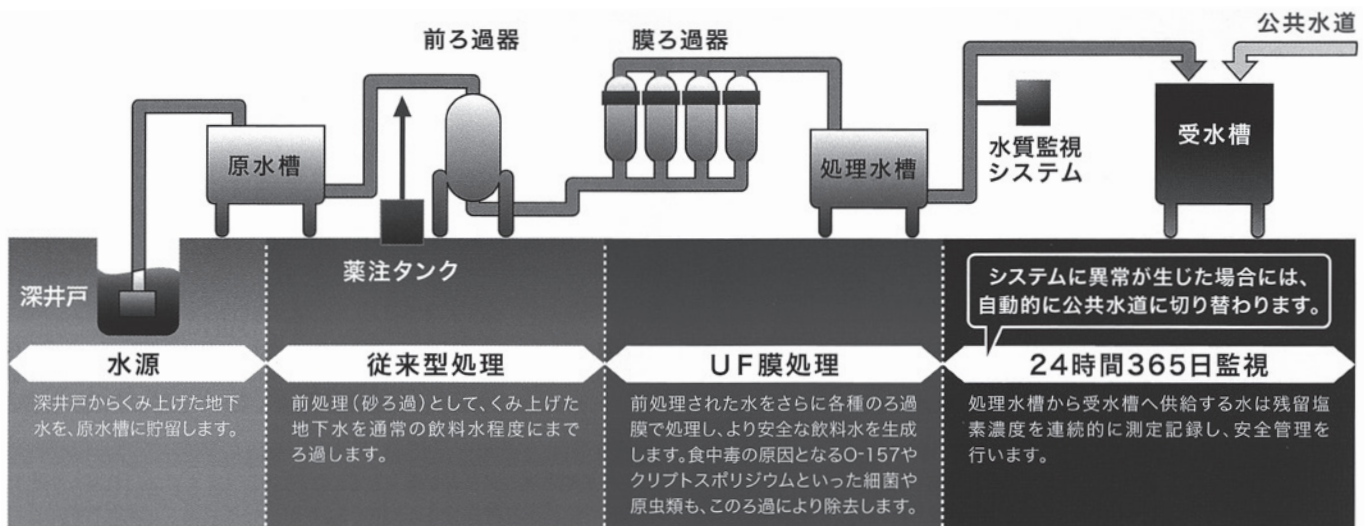 公共水道
前ろ過器
膜ろ過器
原水槽
処理水槽
水質監視
システム
受水槽
薬注タンク
深井戸
システムに異常が生じた場合には、
自動的に公共水道に切り替わります。
水源
深井戸からくみ上げた地下
水を、原水槽に貯留します。
従来型処理
前処理(砂ろ過)として、くみ上げた
地下水を通常の飲料水程度にまで
ろ過します。
UF膜処理
前処理された水をさらに各種のろ過
膜で処理し、より安全な飲料水を生成
します。食中毒の原因となるO-157や
クリプトスポリジウムといった細菌や
原虫類も、このろ過により除去します。
24時間365日監視
処理水槽から受水槽へ供給する水は残留塩
素濃度を連続的に測定記録し、安全管理を
行います。